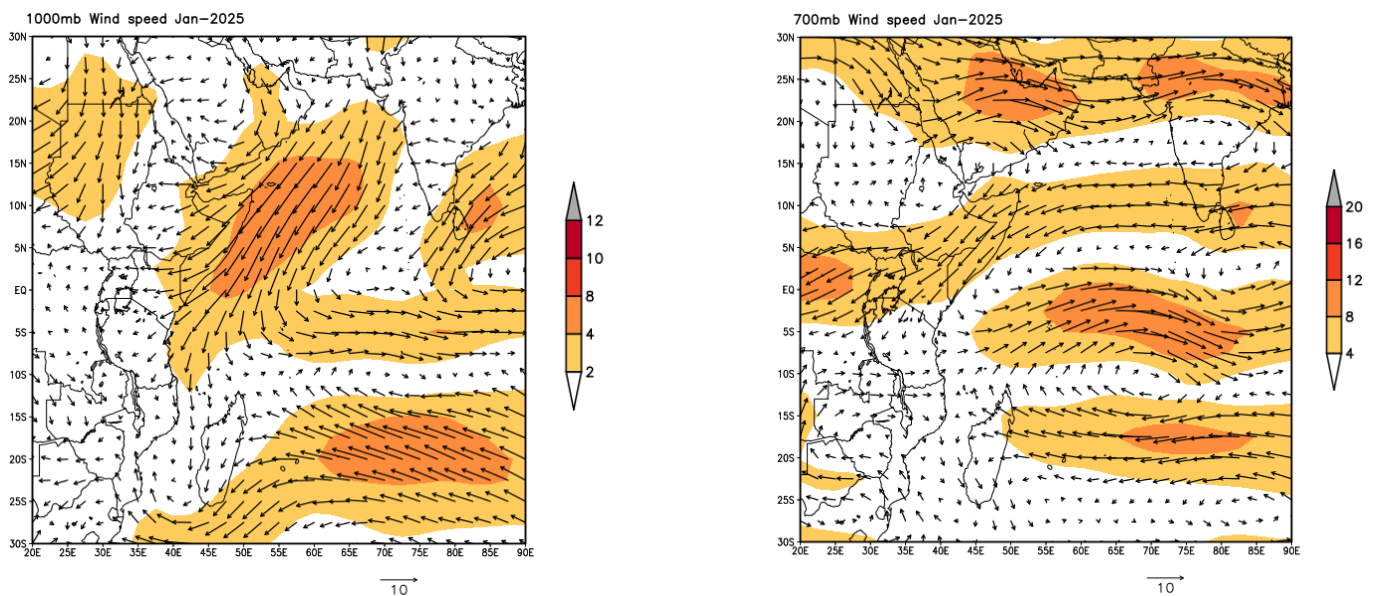 1000mb Wind speed Jan-2025
30N
25N
20N
15N
10N
5N
EQ
5S
10S
15S
20S
25S
30S
20E 25E 30E 35E 40E 45E 50E 55E 60E 65E 70E 75E 80E 85E 90E
12
10
8
4
2
10
700mb Wind speed Jan-2025
30N
25N
20N
15N
10N
5N
EQ
5S
10S
15S
20S
25S
30S
20E 25E 30E 35E 40E 45E 50E 55E 60E 65E 70E 75E 80E 85E 90E
20
16
12
8
4
10